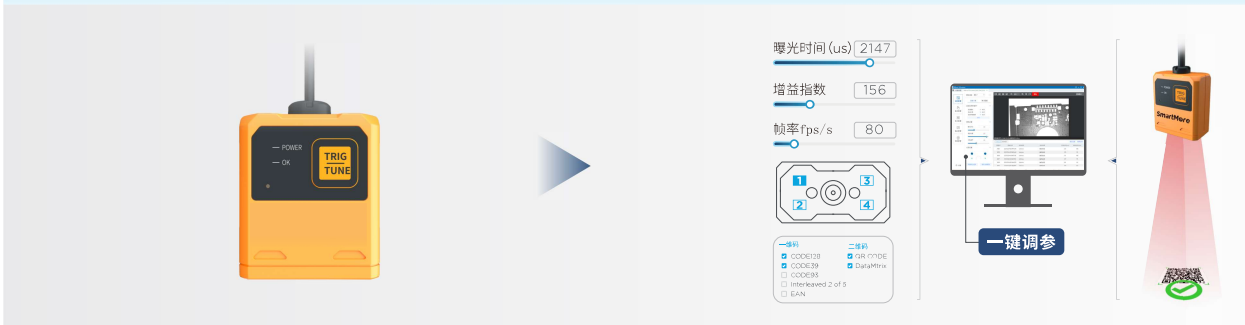 POWER
OK
TRIG
TUNE
曝光时间(us) 2147
增益指数 156
帧率fps/s 80
1
2
3
4
一维码
CODE120
CODE39
CODE93
Interleaved 2 of 5
EAN
二维码
QR CODE
DataMtrix
一键调参
SmartMore